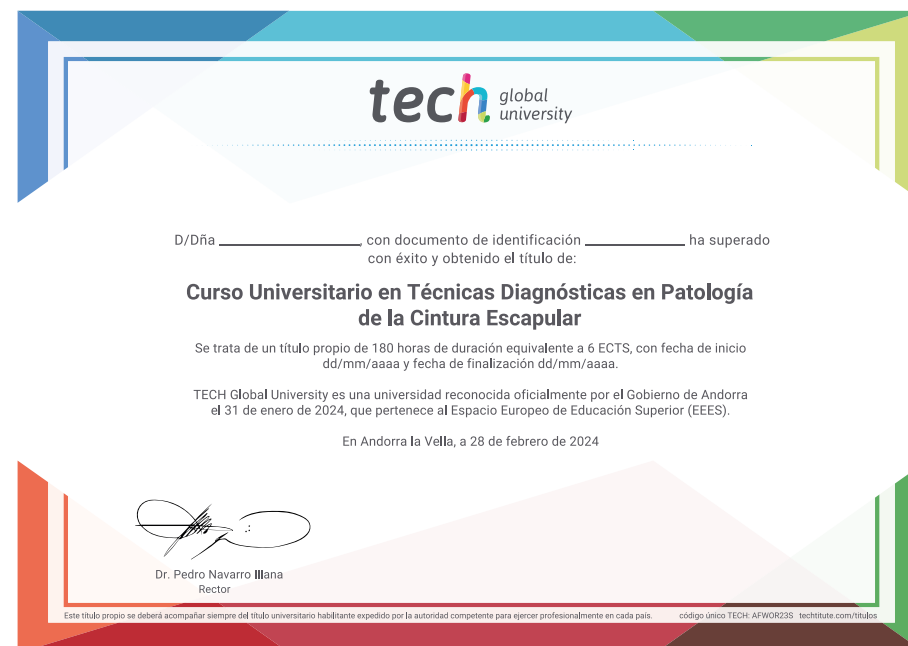 tech global
university
D/Dña ______________________, con documento de identificación ________________ ha superado
con éxito y obtenido el título de:
Curso Universitario en Técnicas Diagnósticas en Patología
de la Cintura Escapular
Se trata de un título propio de 180 horas de duración equivalente a 6 ECTS, con fecha de inicio
dd/mm/aaaa y fecha de finalización dd/mm/aaaa.
TECH Global University es una universidad reconocida oficialmente por el Gobierno de Andorra
el 31 de enero de 2024, que pertenece al Espacio Europeo de Educación Superior (EEES).
En Andorra la Vella, a 28 de febrero de 2024
Dr. Pedro Navarro Illana
Rector
Este título propio se deberá acompañar siempre del título universitario habilitante expedido por la autoridad competente para ejercer profesionalmente en cada país. código único TECH: AFWOR23S techtitute.com/titulos